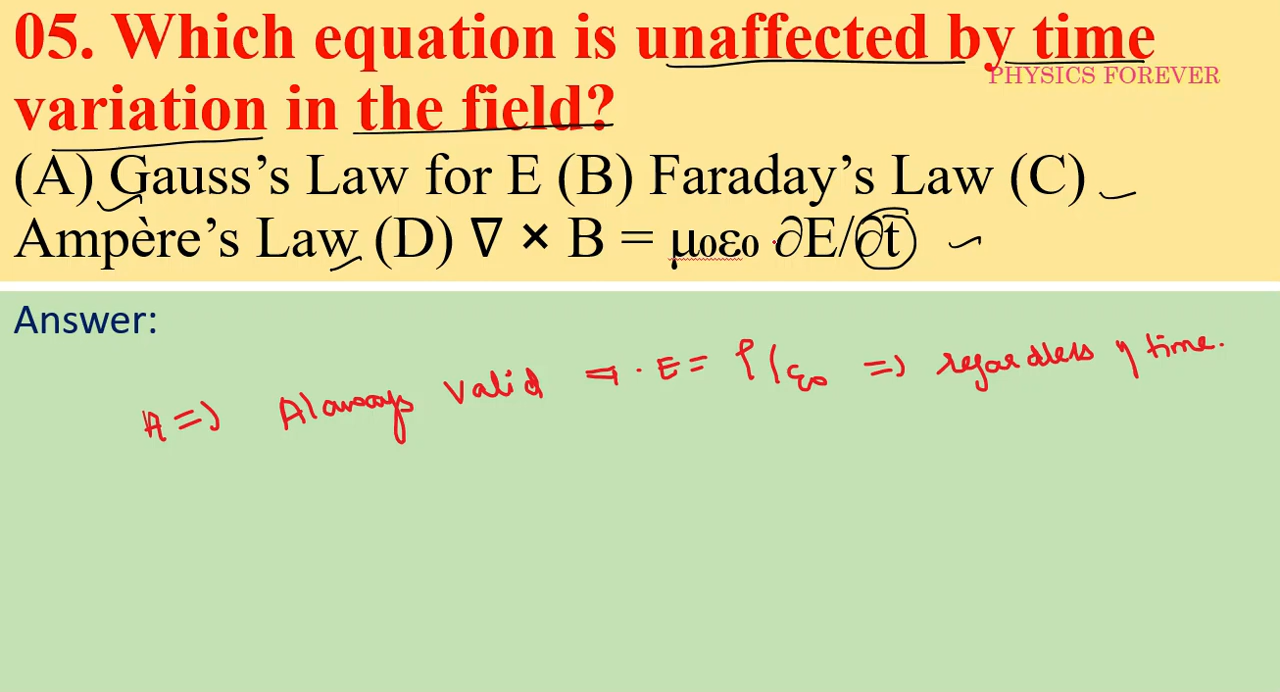 05. Which equation is unaffected by time
PHYSICS FOREVER
variation in the field?
(A) Gauss’s Law for E (B) Faraday’s Law (C)
Ampère’s Law (D) ∇ × B = μ₀ε₀ ∂E/∂t
Answer:
A => Always valid ∇ · E = ρ/ε₀ => regardless of time.